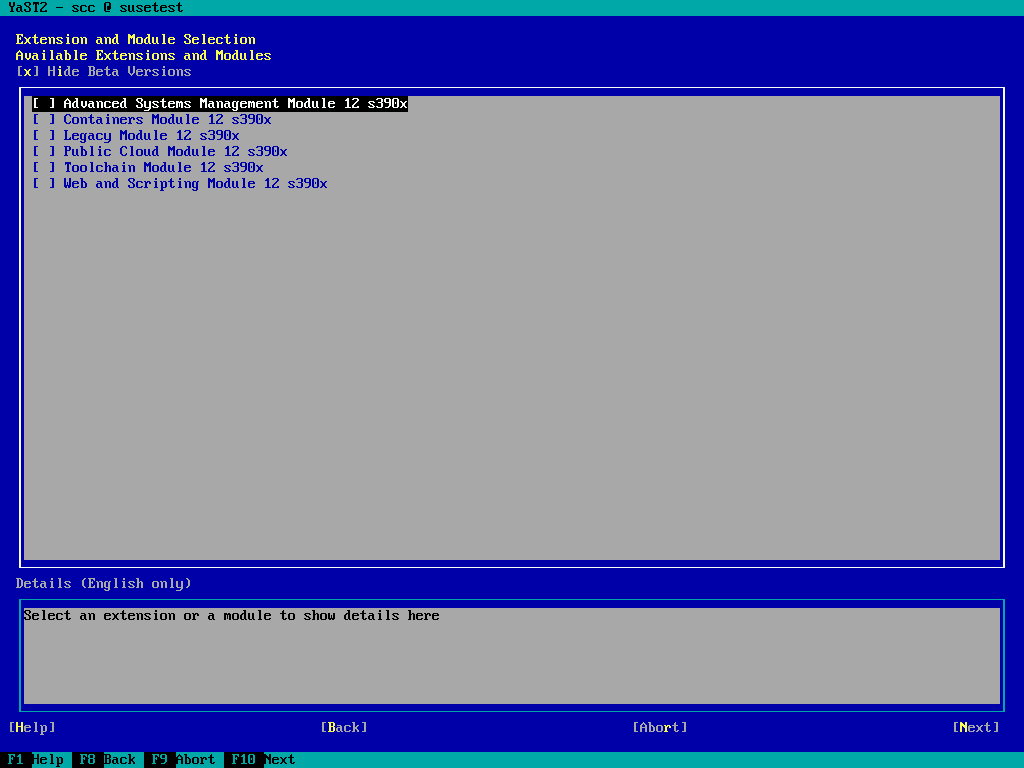 YaST2 - scc @ susetest
Extension and Module Selection
Available Extensions and Modules
[x] Hide Beta Versions
[ ] Advanced Systems Management Module 12 s390x
[ ] Containers Module 12 s390x
[ ] Legacy Module 12 s390x
[ ] Public Cloud Module 12 s390x
[ ] Toolchain Module 12 s390x
[ ] Web and Scripting Module 12 s390x
Details (English only)
Select an extension or a module to show details here
[Help] [Back] [Abort] [Next]
F1 Help F8 Back F9 Abort F10 Next